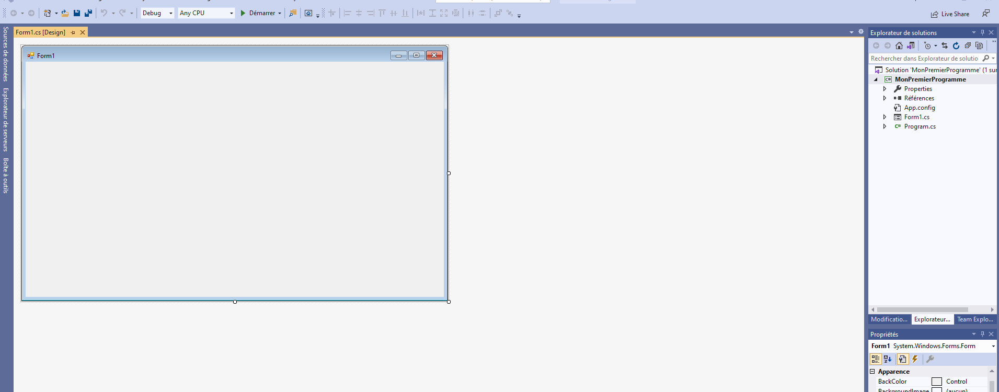 Debug
Any CPU
Démarrer
Live Share
Sources de données
Explorateur de serveurs
Boîte à outils
Form1.cs [Design]
Form1
Explorateur de solutions
Rechercher dans Explorateur de solutio
Solution 'MonPremierProgramme' (1 sur
C# MonPremierProgramme
Properties
Références
App.config
Form1.cs
C# Program.cs
Modificatio...
Explorateur...
Team Explo...
Propriétés
Form1 System.Windows.Forms.Form
Apparence
BackColor Control
BackgroundImage (aucun)